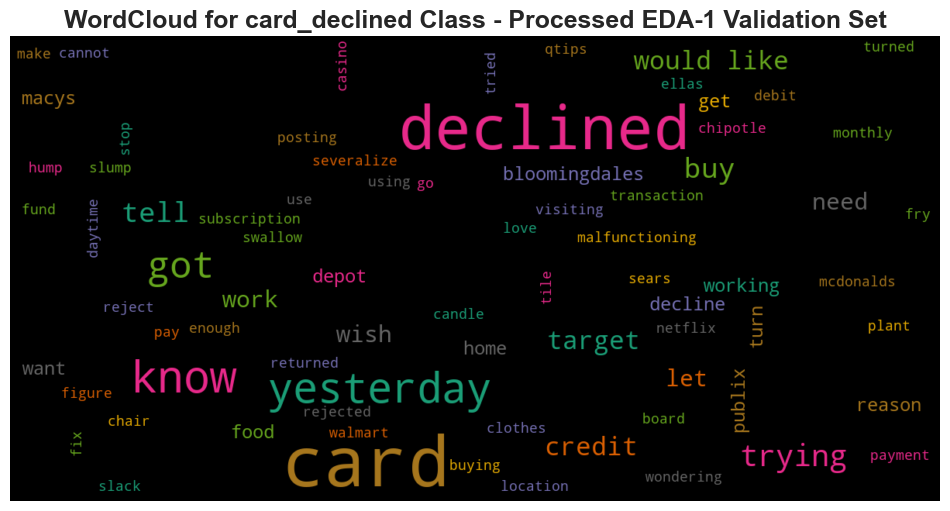 WordCloud for card_declined Class - Processed EDA-1 Validation Set
make cannot
casino
tried
qtips
would like
turned
macys
ellas
get
debit
declined
chipotle
monthly
stop
posting
hump
slump
severalize
using
go
bloomingdales
buy
transaction
need
fund
daytime
tell
use
subscription
swallow
visiting
love
malfunctioning
fry
got
depot
tile
sears
working
mcdonalds
reject
work
decline
candle
pay
enough
wish
netflix
turn
plant
want
returned
home
target
know
yesterday
let
figure
publix
reason
chair
rejected
board
fix
food
walmart
clothes
credit
card
buying
trying
payment
slack
location
wondering